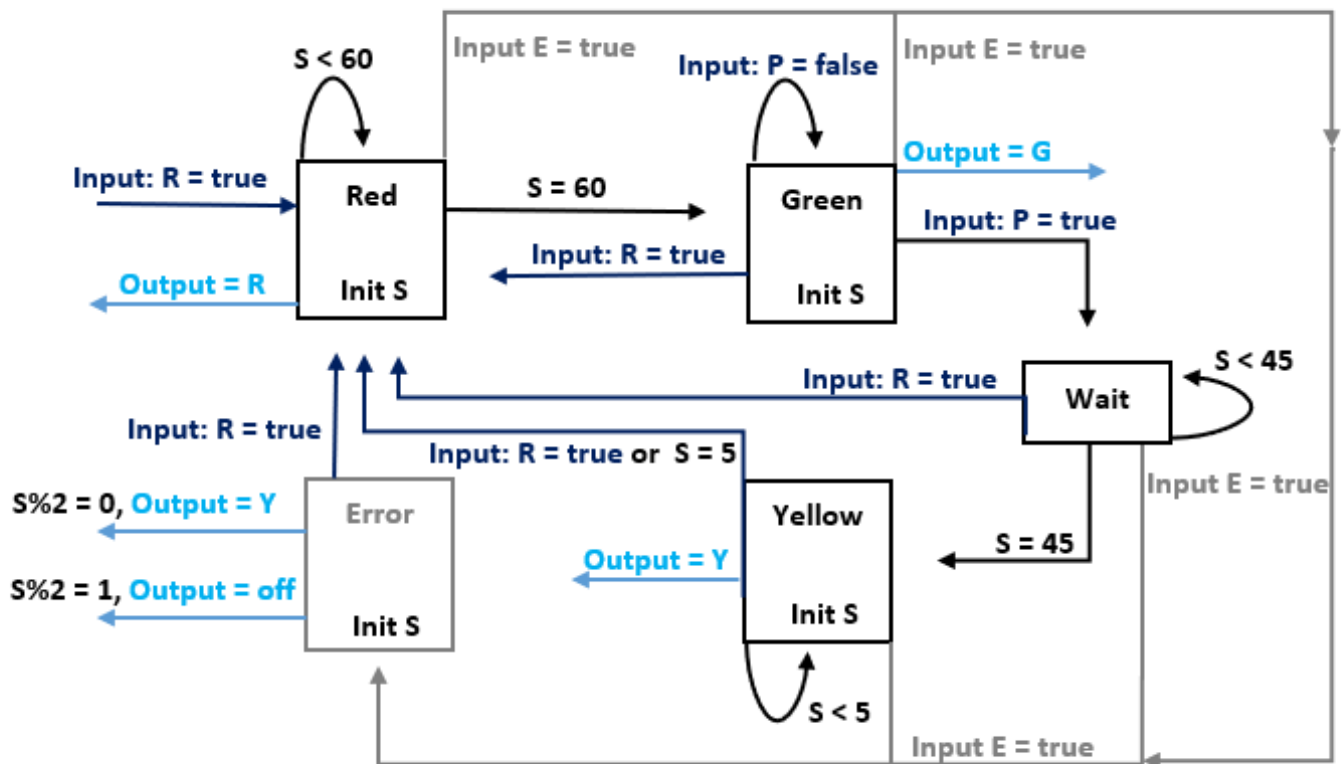 Input E = true
Input E = true
S < 60
Input: P = false
Input: R = true
Red
S = 60
Green
Output = G
Input: P = true
Input: R = true
Output = R
Init S
Init S
S < 45
Input: R = true
Wait
Input: R = true
Input: R = true or S = 5
Input E = true
S%2 = 0, Output = Y
Error
Yellow
S = 45
Output = Y
S%2 = 1, Output = off
Init S
Init S
S < 5
Input E = true